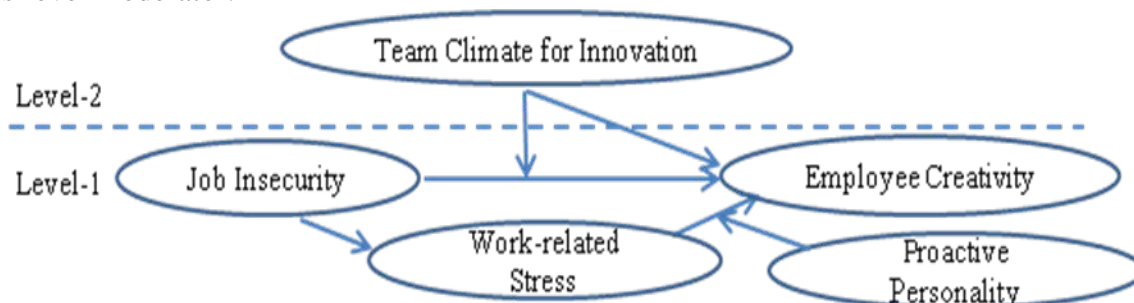 Team Climate for Innovation
Level-2
Level-1
Job Insecurity
Employee Creativity
Work-related
Stress
Proactive
Personality